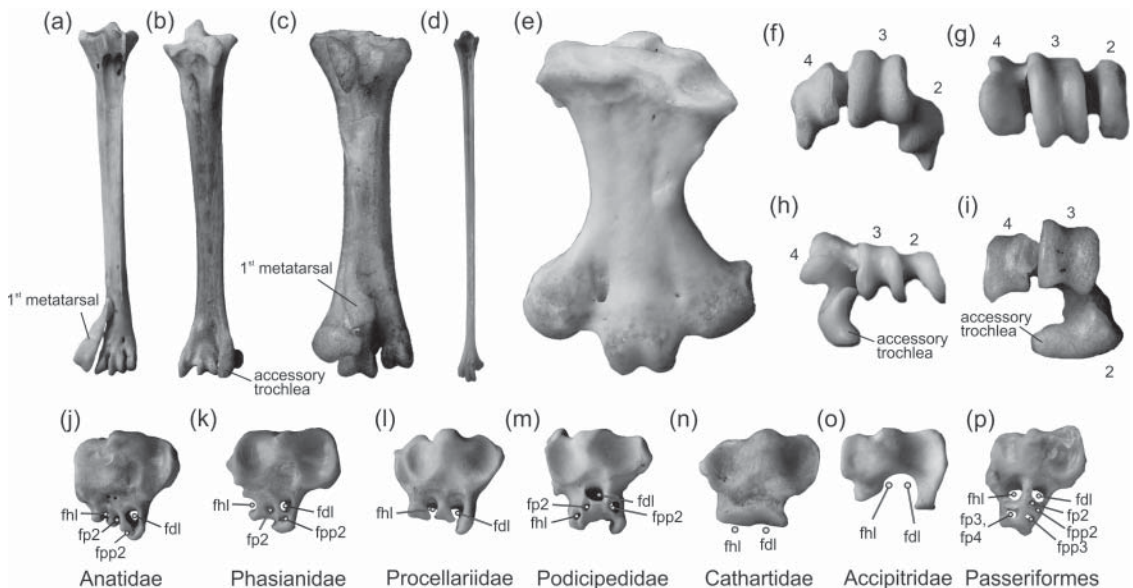 (a) (b) (c) (d) (e) (f) (g)
3
4 2
4 3 2
1st metatarsal
1st metatarsal
accessory
trochlea
(h) (i)
3
4 2
4 3
accessory
trochlea
accessory
trochlea
2
(j) (k) (l) (m) (n) (o) (p)
fhl fp2 fpp2 fdl
fhl fp2 fdl fpp2
fhl fdl
fp2 fhl fdl fpp2
fhl fdl
fhl fdl
fhl fp3, fp4 fdl fp2 fpp2 fpp3
Anatidae Phasianidae Procellariidae Podicipedidae Cathartidae Accipitridae Passeriformes